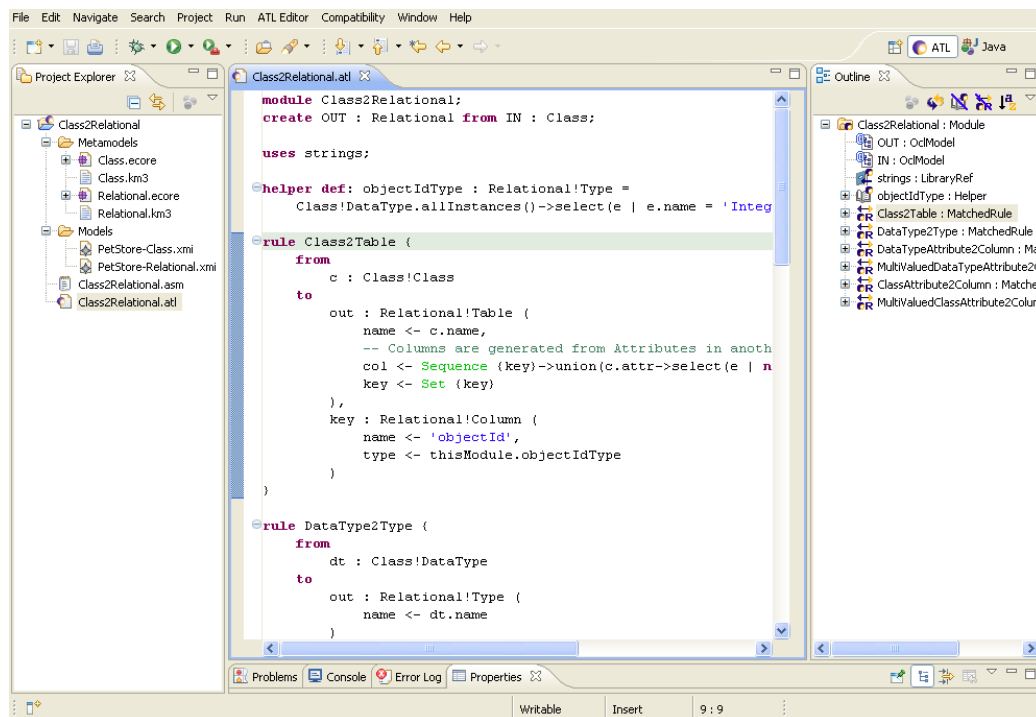 File Edit Navigate Search Project Run ATL Editor Compatibility Window Help
ATL Java
Project Explorer
Class2Relational
Metamodels
Class.ecore
Class.km3
Relational.ecore
Relational.km3
Models
PetStore-Class.xmi
PetStore-Relational.xmi
Class2Relational.asm
Class2Relational.atl
Class2Relational.atl
module Class2Relational;
create OUT : Relational from IN : Class;
uses strings;
helper def: objectIdType : Relational!Type =
Class!DataType.allInstances()->select(e | e.name = 'Integ
rule Class2Table {
from
c : Class!Class
to
out : Relational!Table (
name <- c.name,
-- Columns are generated from Attributes in anoth
col <- Sequence {key}->union(c.attr->select(e | n
key <- Set {key}
),
key : Relational!Column (
name <- 'objectId',
type <- thisModule.objectIdType
)
}
rule DataType2Type {
from
dt : Class!DataType
to
out : Relational!Type (
name <- dt.name
)
Outline
Class2Relational : Module
OUT : OclModel
IN : OclModel
strings : LibraryRef
objectIdType : Helper
Class2Table : MatchedRule
DataType2Type : MatchedRule
DataTypeAttribute2Column : Ma
MultiValuedDataTypeAttribute2C
ClassAttribute2Column : Matche
MultiValuedClassAttribute2Colum
Problems Console Error Log Properties
Writable Insert 9 : 9